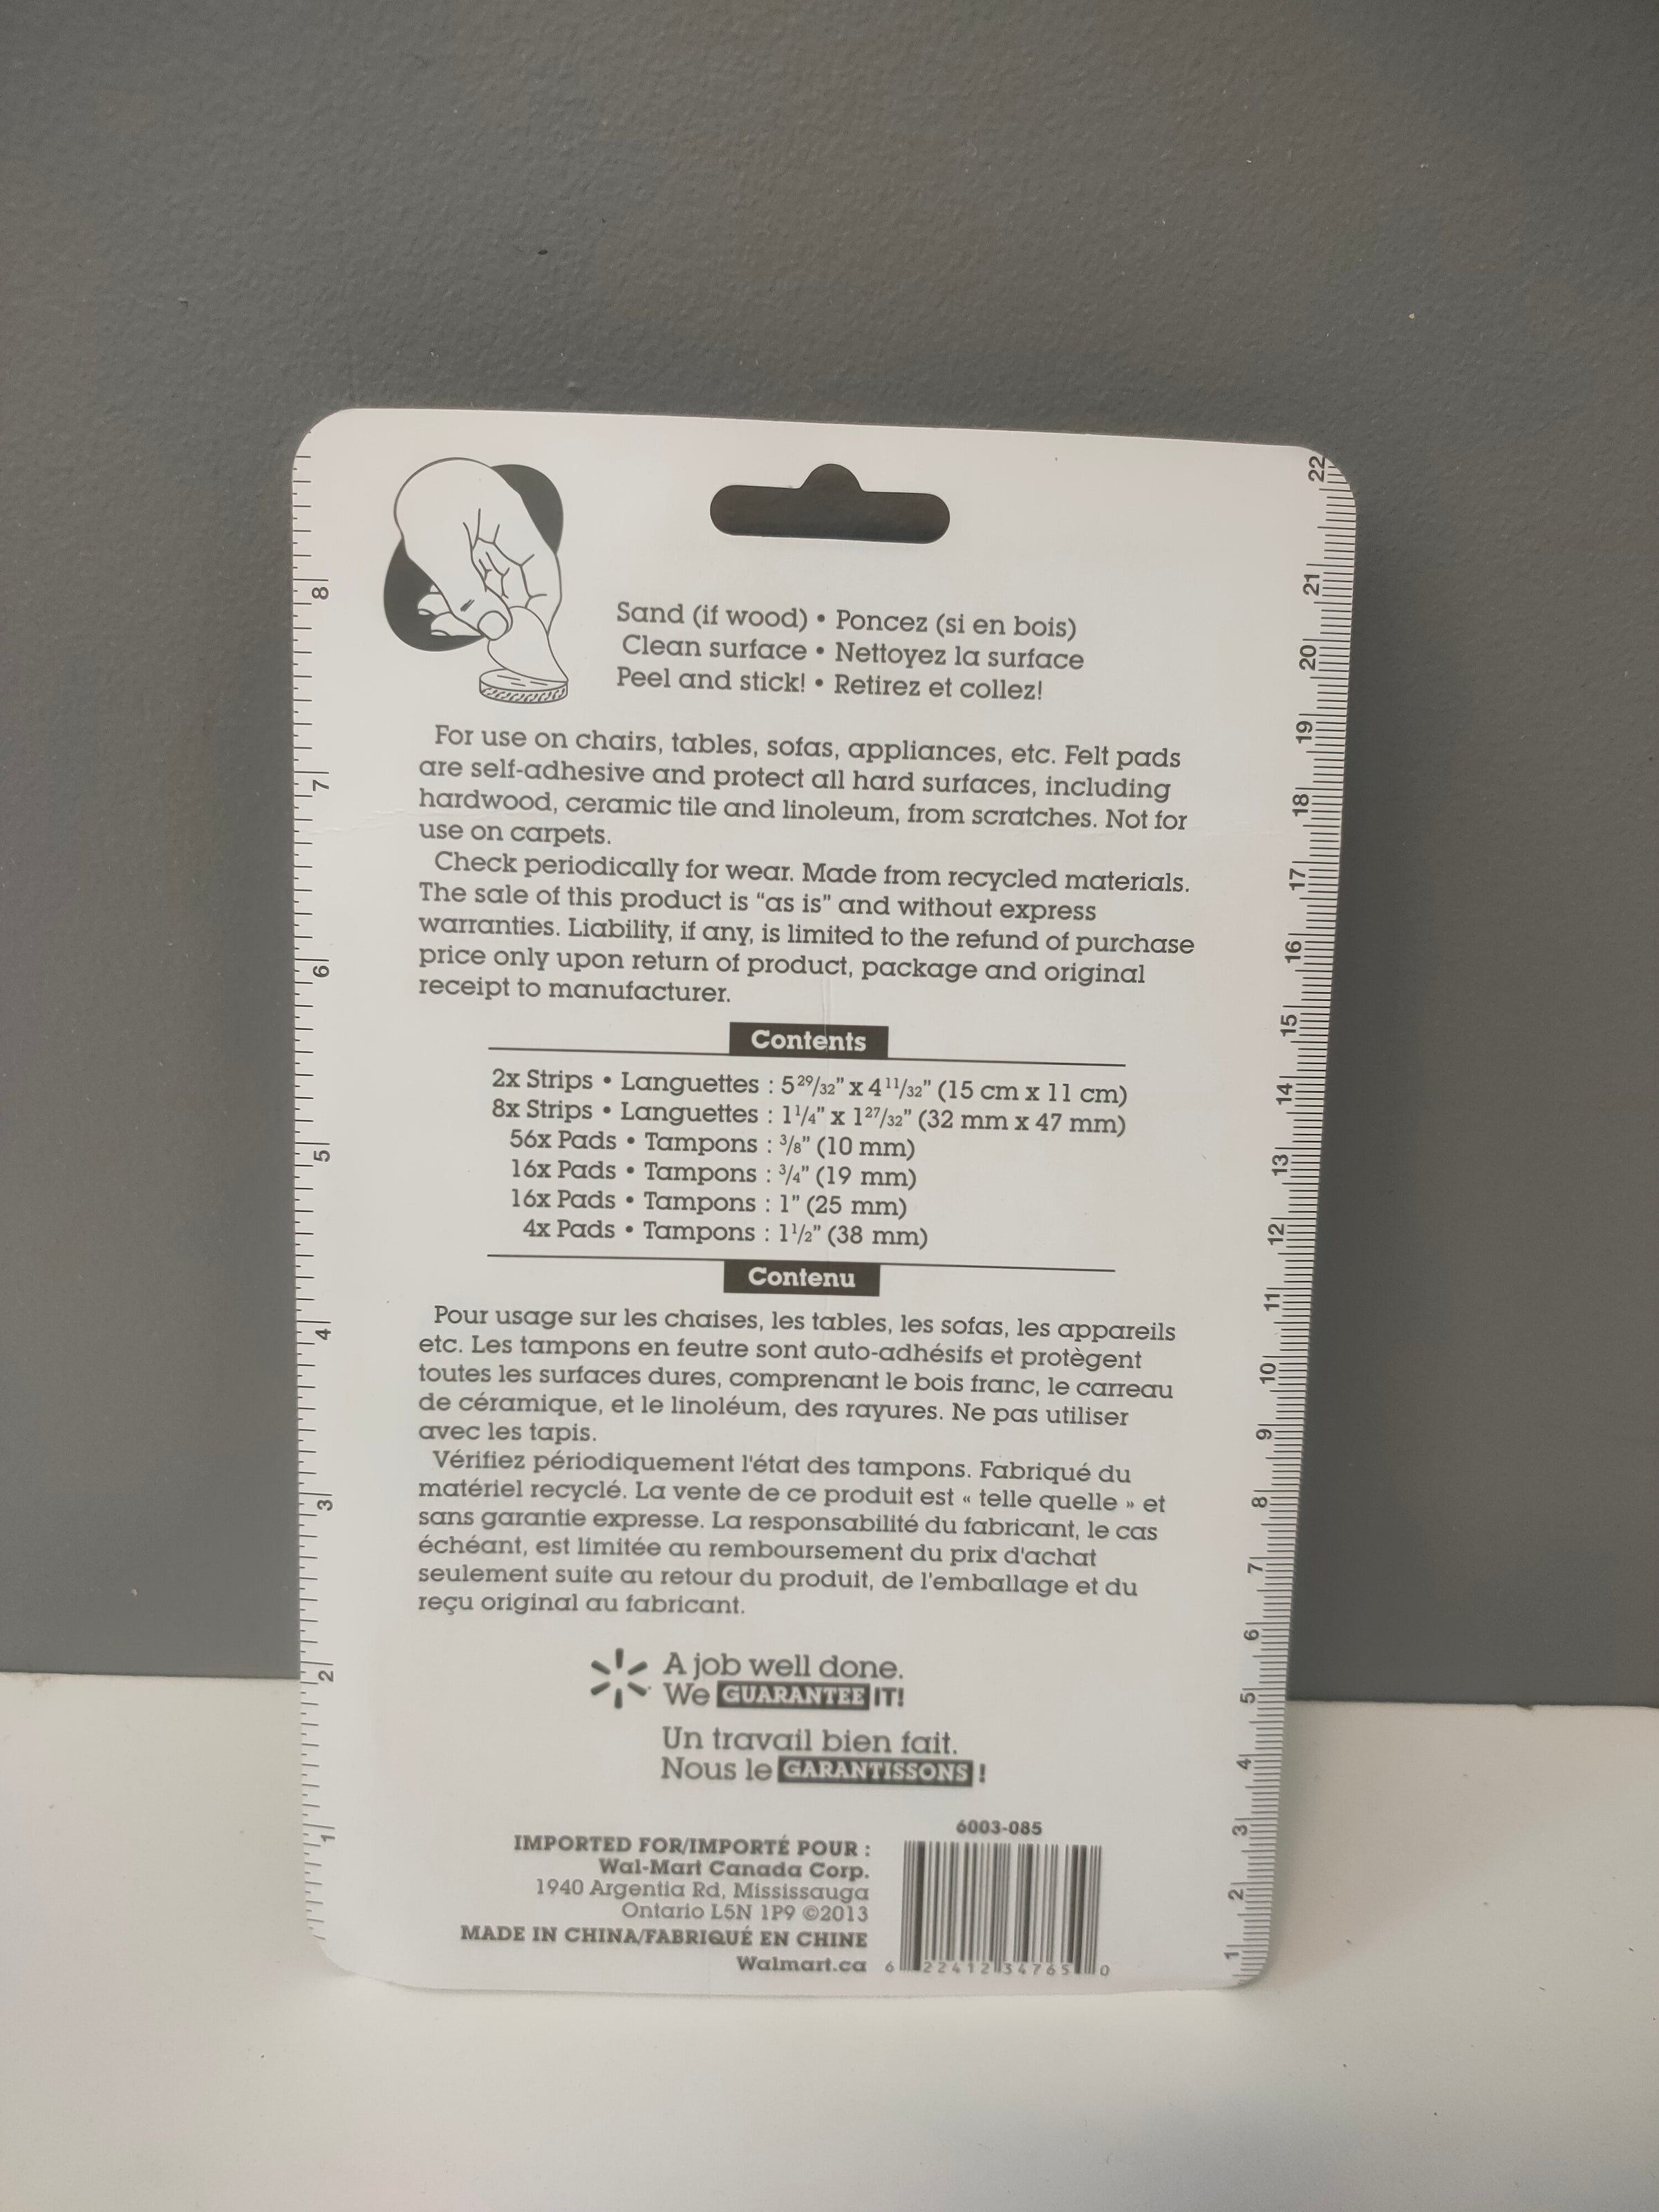 Sand (if wood) • Poncez (si en bois)
Clean surface • Nettoyez la surface
Peel and stick! • Retirez et collez!
For use on chairs, tables, sofas, appliances, etc. Felt pads
are self-adhesive and protect all hard surfaces, including
hardwood, ceramic tile and linoleum, from scratches. Not for
use on carpets.
Check periodically for wear. Made from recycled materials.
The sale of this product is “as is” and without express
warranties. Liability, if any, is limited to the refund of purchase
price only upon return of product, package and original
receipt to manufacturer.
Contents
2x Strips • Languettes : 5 29/32” x 4 11/32” (15 cm x 11 cm)
8x Strips • Languettes : 1 1/4” x 1 27/32” (32 mm x 47 mm)
56x Pads • Tampons : 3/8” (10 mm)
16x Pads • Tampons : 3/4” (19 mm)
16x Pads • Tampons : 1” (25 mm)
4x Pads • Tampons : 1 1/2” (38 mm)
Contenu
Pour usage sur les chaises, les tables, les sofas, les appareils
etc. Les tampons en feutre sont auto-adhésifs et protègent
toutes les surfaces dures, comprenant le bois franc, le carreau
de céramique, et le linoléum, des rayures. Ne pas utiliser
avec les tapis.
Vérifiez périodiquement l'état des tampons. Fabriqué du
matériel recyclé. La vente de ce produit est « telle quelle » et
sans garantie expresse. La responsabilité du fabricant, le cas
échéant, est limitée au remboursement du prix d'achat
seulement suite au retour du produit, de l'emballage et du
reçu original au fabricant.
A job well done.
We GUARANTEE IT!
Un travail bien fait.
Nous le GARANTISSONS !
IMPORTED FOR/IMPORTÉ POUR :
Wal-Mart Canada Corp.
1940 Argentia Rd, Mississauga
Ontario L5N 1P9 ©2013
MADE IN CHINA/FABRIQUÉ EN CHINE
Walmart.ca
6003-085
6 22412 34765 0
8
7
6
5
4
3
2
1
22
21
20
19
18
17
16
15
14
13
12
11
10
9
8
7
6
5
4
3
2
1